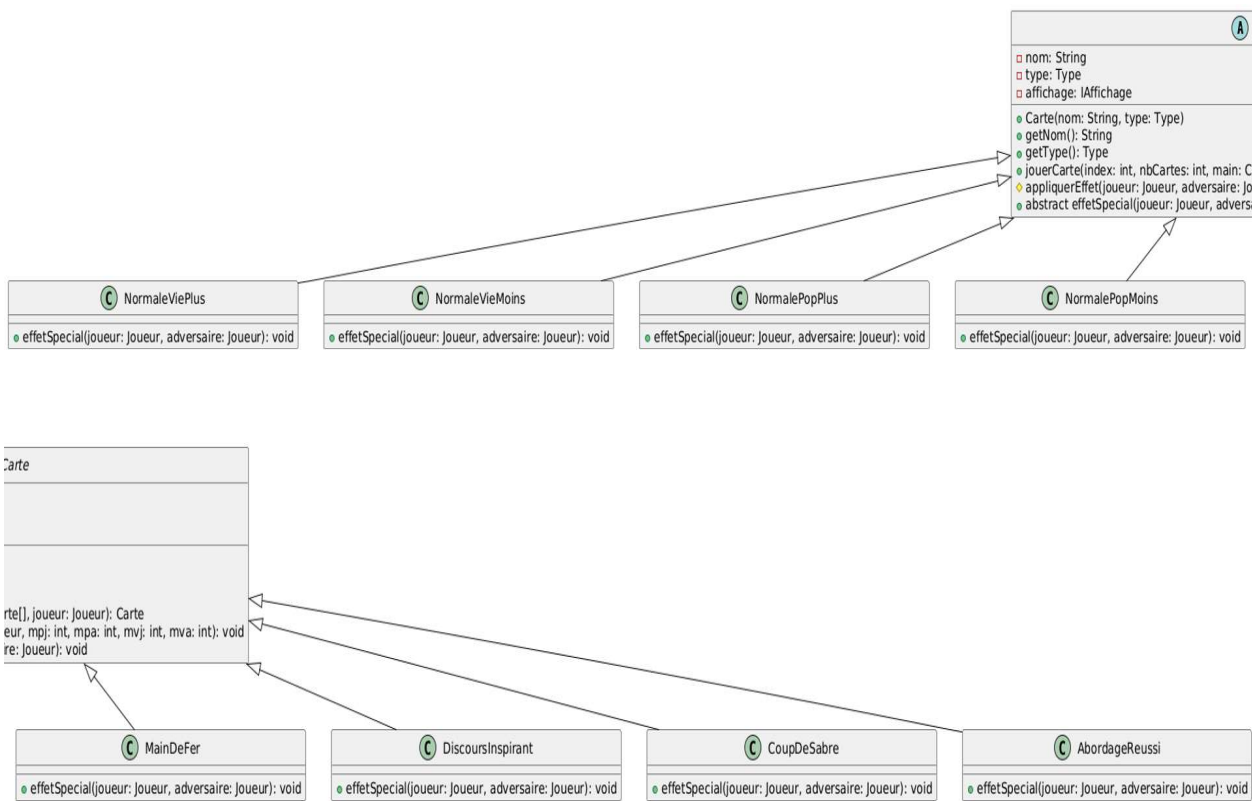 A
nom: String
type: Type
affichage: IAffichage
Carte(nom: String, type: Type)
getNom(): String
getType(): Type
jouerCarte(index: int, nbCartes: int, main: C
appliquerEffet(joueur: Joueur, adversaire: Jo
abstract effetSpecial(joueur: Joueur, advers
C NormaleViePlus
effetSpecial(joueur: Joueur, adversaire: Joueur): void
C NormaleVieMoins
effetSpecial(joueur: Joueur, adversaire: Joueur): void
C NormalePopPlus
effetSpecial(joueur: Joueur, adversaire: Joueur): void
C NormalePopMoins
effetSpecial(joueur: Joueur, adversaire: Joueur): void
Carte
rte[], joueur: Joueur): Carte
eur, mpj: int, mpa: int, mvj: int, mva: int): void
re: Joueur): void
C MainDeFer
effetSpecial(joueur: Joueur, adversaire: Joueur): void
C DiscoursInspirant
effetSpecial(joueur: Joueur, adversaire: Joueur): void
C CoupDeSabre
effetSpecial(joueur: Joueur, adversaire: Joueur): void
C AbordageReussi
effetSpecial(joueur: Joueur, adversaire: Joueur): void